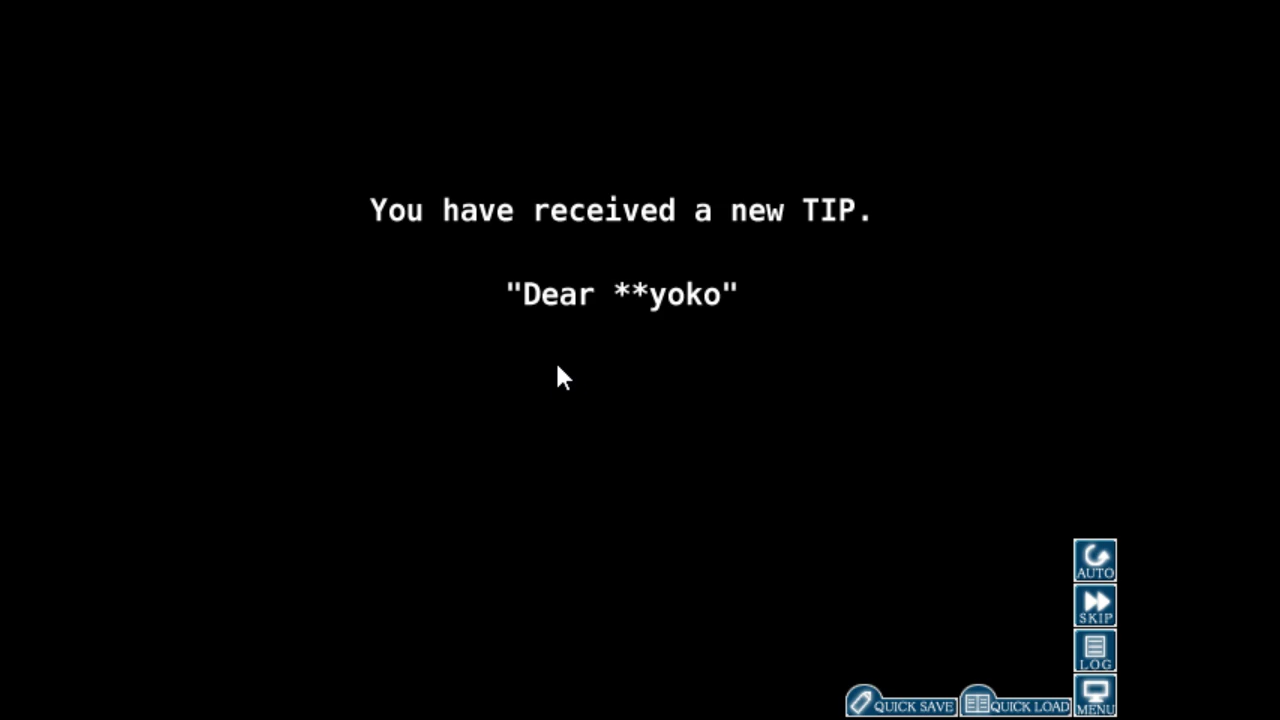 You have received a new TIP.
"Dear **yoko"
AUTO
SKIP
LOG
QUICK SAVE
QUICK LOAD
MENU